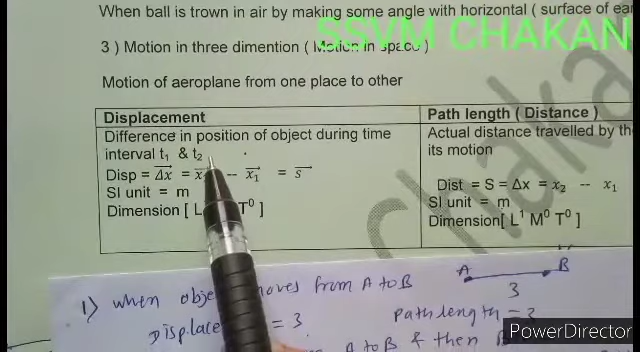 When ball is trown in air by making some angle with horizontal ( surface of ear
SSVM CHAKAN
3 ) Motion in three dimention ( Motion in space )
Motion of aeroplane from one place to other
Displacement
Difference in position of object during time
interval t₁ & t₂
Disp = Δx = x -- x₁ = s
SI unit = m
Dimension [ L T⁰ ]
Path length ( Distance )
Actual distance travelled by the
its motion
Dist = S = Δx = x₂ -- x₁
SI unit = m
Dimension[ L¹ M⁰ T⁰ ]
chaka
A B
3
1) when obje moves from A to B
Displace = 3
Path length = 3
A to B & then B
PowerDirector